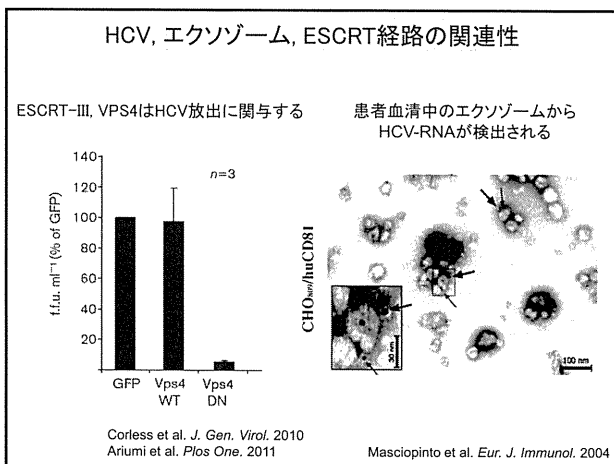 HCV, エクソゾーム, ESCRT経路の関連性
ESCRT-III, VPS4はHCV放出に関与する
140
120
100
80
60
40
20
f.f.u. ml⁻¹ (% of GFP)
n=3
GFP
Vps4 WT
Vps4 DN
Corless et al. J. Gen. Virol. 2010
Ariumi et al. Plos One. 2011
患者血清中のエクソゾームから
HCV-RNAが検出される
CHO/huCD81
30 nm
100 nm
Masciopinto et al. Eur. J. Immunol. 2004